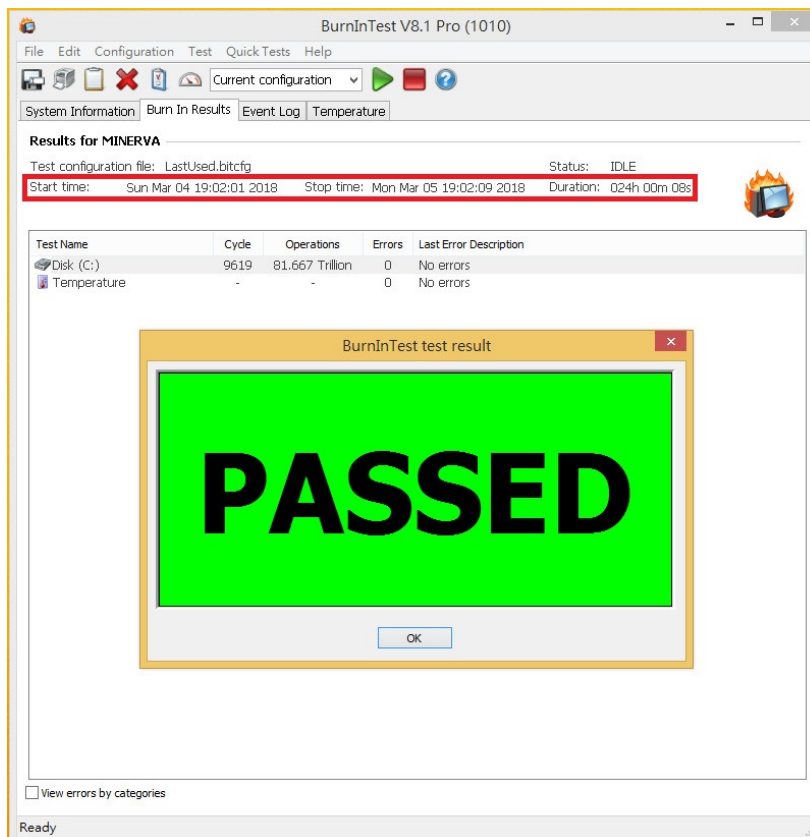 BurnInTest V8.1 Pro (1010)
File Edit Configuration Test Quick Tests Help
Current configuration
System Information Burn In Results Event Log Temperature
Results for MINERVA
Test configuration file: LastUsed.bitcfg Status: IDLE
Start time: Sun Mar 04 19:02:01 2018 Stop time: Mon Mar 05 19:02:09 2018 Duration: 024h 00m 08s
Test Name Cycle Operations Errors Last Error Description
Disk (C:) 9619 81.667 Trillion 0 No errors
Temperature - - 0 No errors
BurnInTest test result
PASSED
OK
View errors by categories
Ready